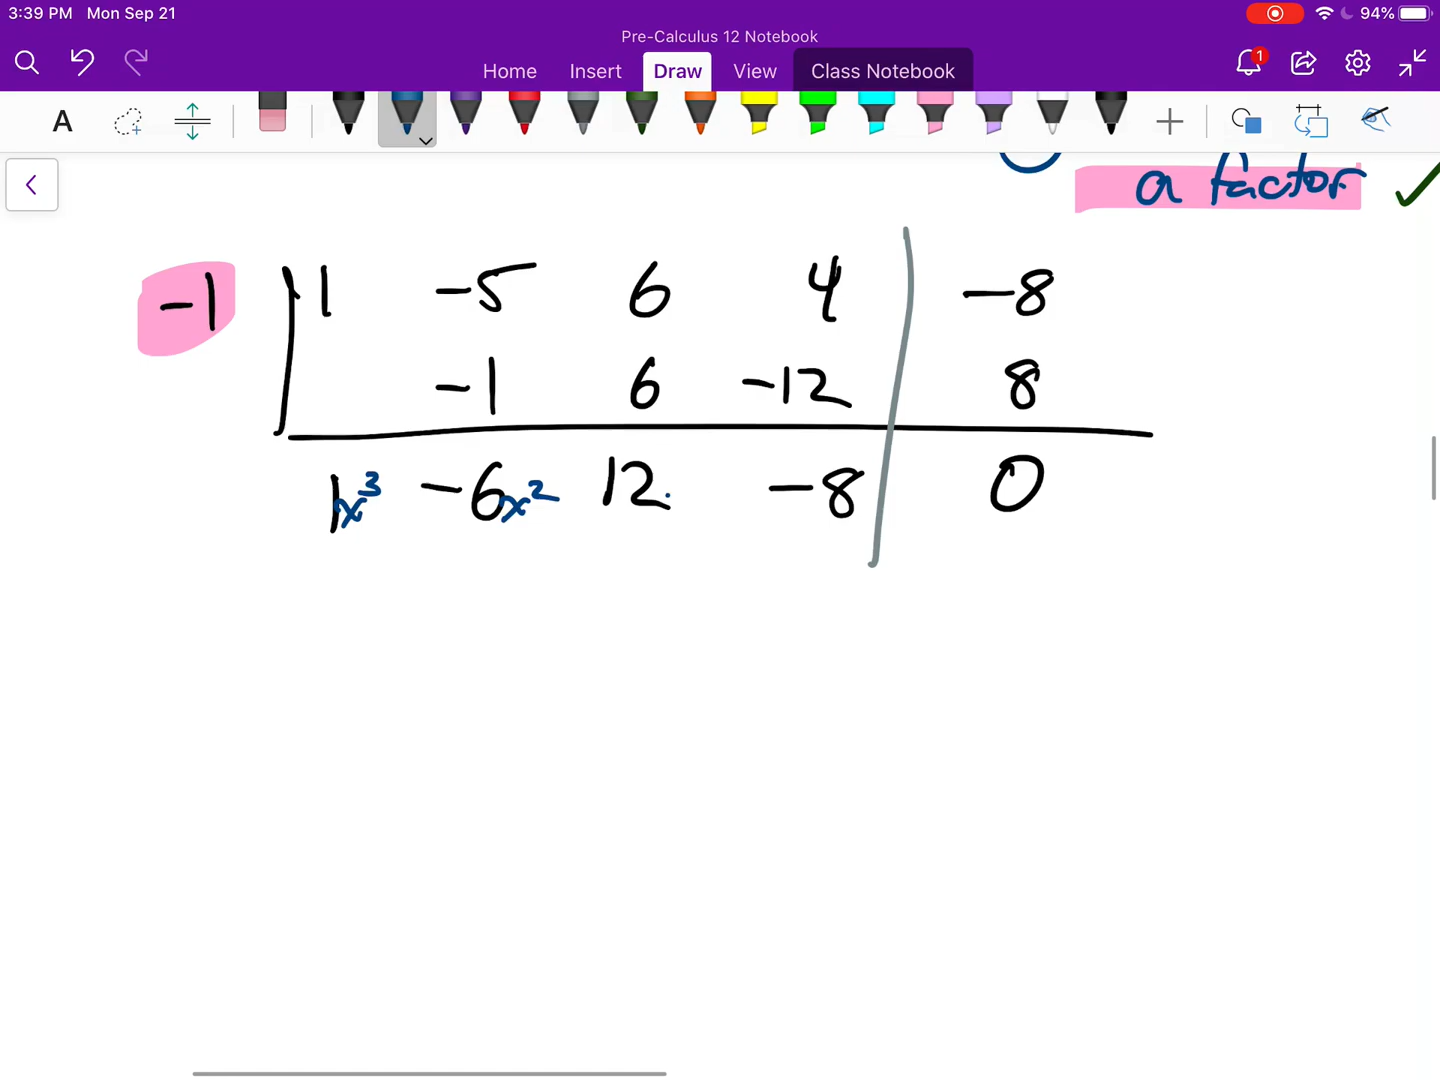 3:39 PM Mon Sep 21 94%
Pre-Calculus 12 Notebook
Home Insert Draw View Class Notebook
1
A
a factor ✓
-1 1 -5 6 4 -8
-1 6 -12 8
1x³ -6x² 12 -8 0